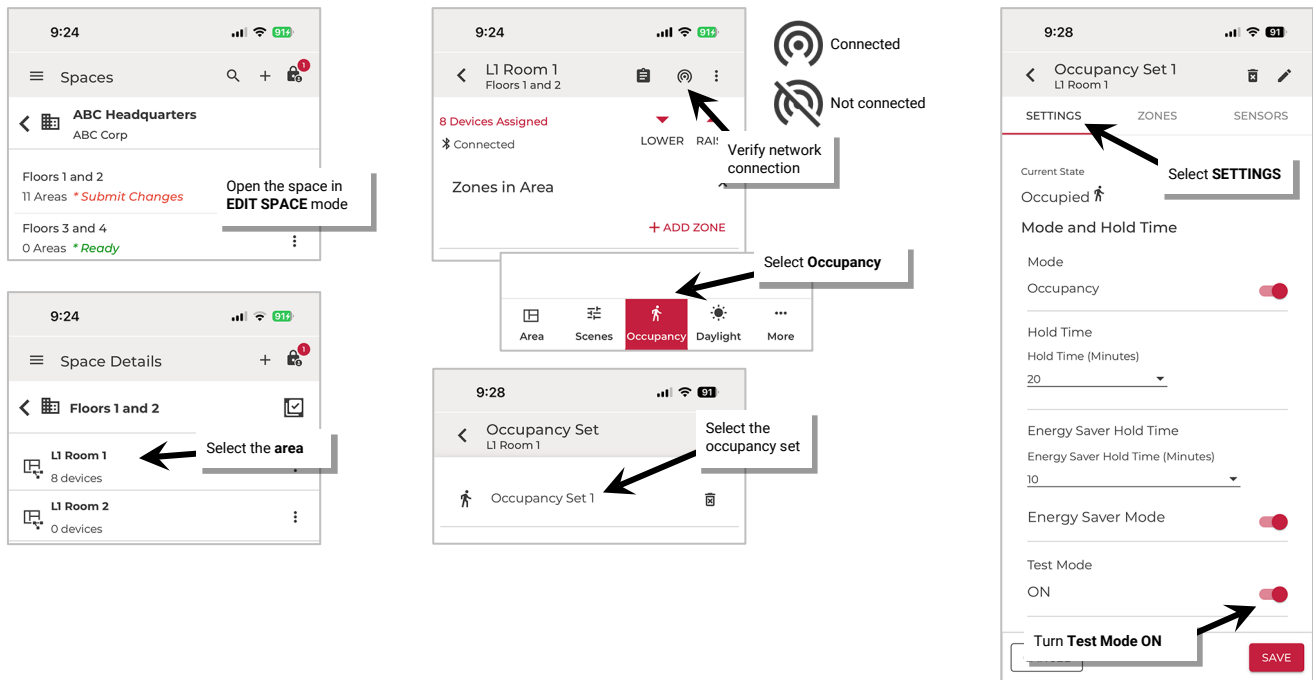 9:24
91
Spaces
1
ABC Headquarters
ABC Corp
Floors 1 and 2
11 Areas * Submit Changes
Floors 3 and 4
0 Areas * Ready
Open the space in
EDIT SPACE mode
9:24
91
Space Details
1
Floors 1 and 2
L1 Room 1
8 devices
L1 Room 2
0 devices
Select the area
9:24
91
L1 Room 1
Floors 1 and 2
8 Devices Assigned
Connected
LOWER
Zones in Area
+ ADD ZONE
Connected
Not connected
Verify network
connection
Select Occupancy
Area
Scenes
Occupancy
Daylight
More
9:28
91
Occupancy Set
L1 Room 1
Occupancy Set 1
Select the
occupancy set
9:28
91
Occupancy Set 1
L1 Room 1
SETTINGS
ZONES
SENSORS
Select SETTINGS
Current State
Occupied
Mode and Hold Time
Mode
Occupancy
Hold Time
Hold Time (Minutes)
20
Energy Saver Hold Time
Energy Saver Hold Time (Minutes)
10
Energy Saver Mode
Test Mode
ON
Turn Test Mode ON
SAVE